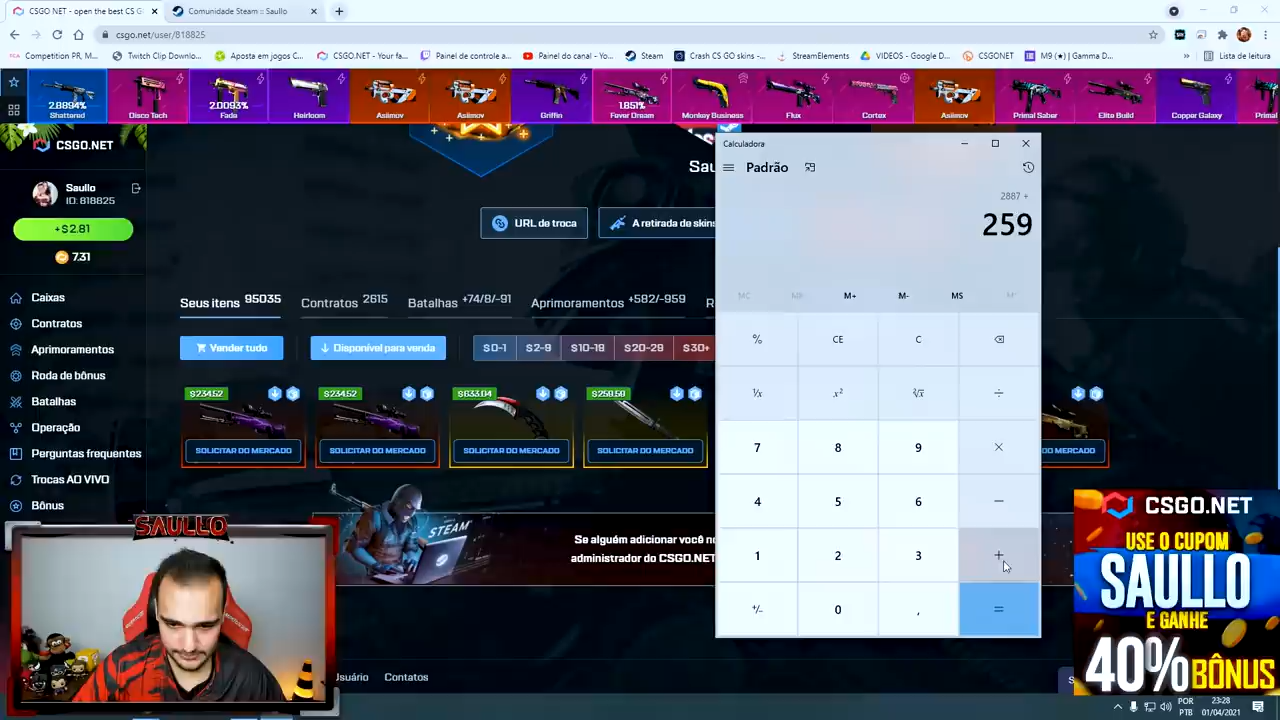 CSGO NET - open the best CS G
Comunidade Steam :: Saullo
csgo.net/user/818825
Competition PR, M...
Twitch Clip Downlo...
Aposta em jogos C...
CSGO.NET - Your fa...
Painel de controle a...
Painel do canal - Yo...
Steam
Crash CS GO skins -...
StreamElements
VIDEOS - Google D...
CSGONET
M9 (★) | Gamma D...
»
Lista de leitura
2.8894%
Shattered
Disco Tech
2.0093%
Fade
Heirloom
Asiimov
Asiimov
Griffin
1.851%
Fever Dream
Monkey Business
Flux
Cortex
Asiimov
Primal Saber
Elite Build
Copper Galaxy
Primal
CSGO.NET
Saullo
ID: 818825
+$2.81
7.31
Caixas
Contratos
Aprimoramentos
Roda de bônus
Batalhas
Operação
Perguntas frequentes
Trocas AO VIVO
Bônus
Sau
URL de troca
A retirada de skins
Seus itens 95035
Contratos 2615
Batalhas +74/8/-91
Aprimoramentos +582/-959
R
Vender tudo
Disponível para venda
$0-1
$2-9
$10-19
$20-29
$30+
$234.52
SOLICITAR DO MERCADO
$234.52
SOLICITAR DO MERCADO
$633.04
SOLICITAR DO MERCADO
SOLICITAR DO MERCADO
DO MERCADO
STEAM
Se alguém adicionar você no
administrador do CSGO.NET
Usuário
Contatos
Calculadora
Padrão
2887 +
259
MC
MR
M+
M-
MS
M˅
%
CE
C
⌫
¹/x
x²
²√x
÷
7
8
9
×
4
5
6
−
1
2
3
+
+/-
0
,
=
SAULLO
CSGO.NET
USE O CUPOM
SAULLO
E GANHE
40% BÔNUS
POR
PTB
23:28
01/04/2021